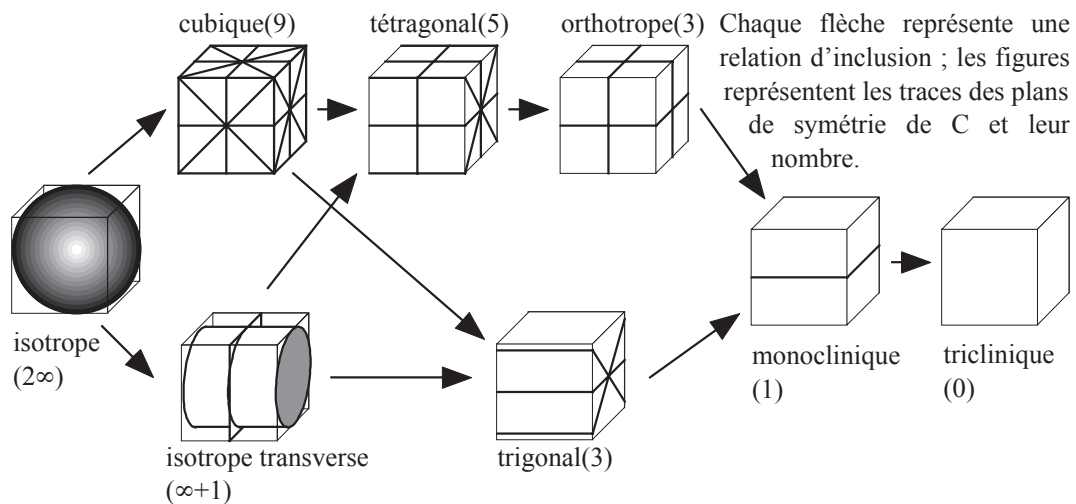 cubique(9)
tétragonal(5)
orthotrope(3)
Chaque flèche représente une
relation d’inclusion ; les figures
représentent les traces des plans
de symétrie de C et leur
nombre.
isotrope
(2∞)
isotrope transverse
(∞+1)
trigonal(3)
monoclinique
(1)
triclinique
(0)